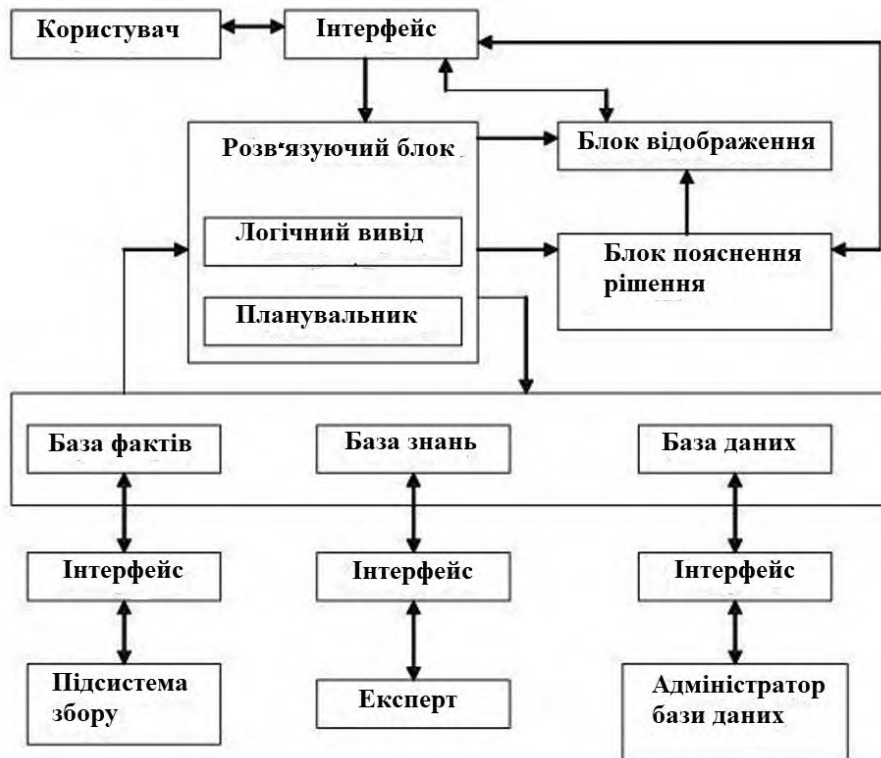 Користувач
Інтерфейс
Розв'язуючий блок
Блок відображення
Логічний вивід
Блок пояснення
рішення
Планувальник
База фактів
База знань
База даних
Інтерфейс
Інтерфейс
Інтерфейс
Підсистема
збору
Експерт
Адміністратор
бази даних